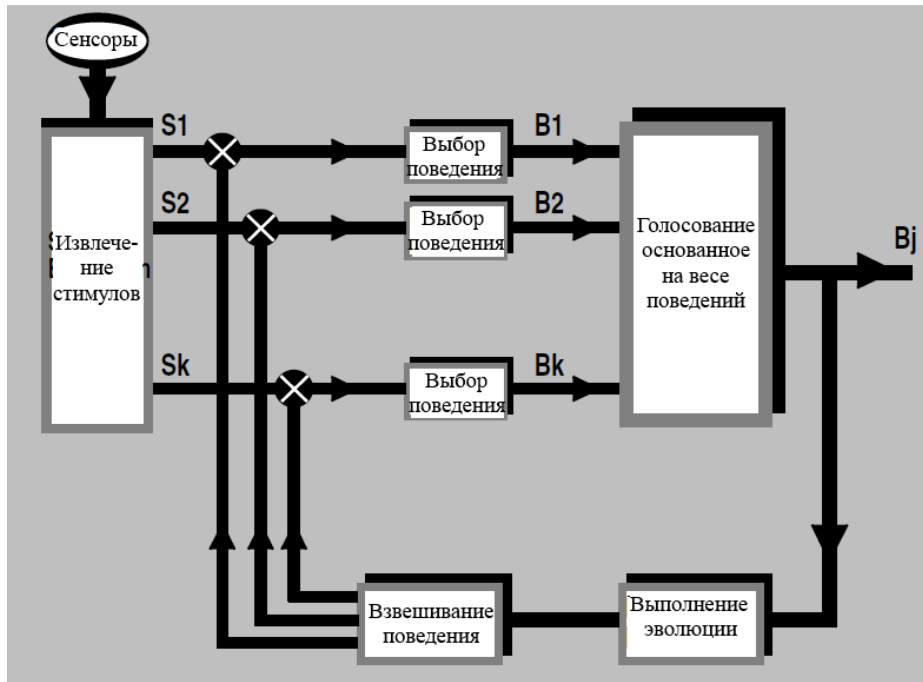 Сенсоры
S1
B1
Выбор
поведения
S2
B2
Выбор
поведения
Извлече-
ние
стимулов
Голосование
основанное
на весе
поведений
Bj
Sk
Bk
Выбор
поведения
Взвешивание
поведения
Выполнение
эволюции